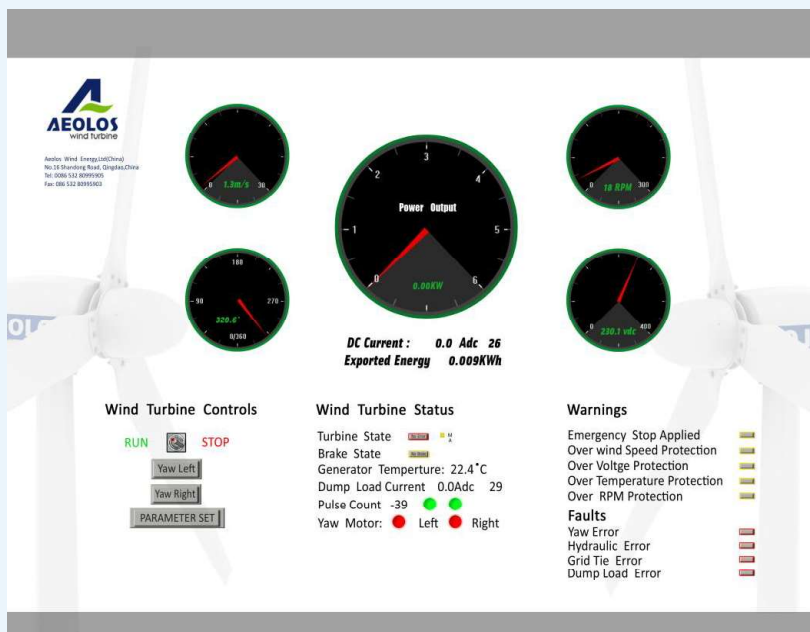 AEOLOS
wind turbine
Aeolos Wind Energy,Ltd(China)
No.16 Shandong Road, Qingdao,China
Tel: 0086 532 80995905
Fax: 086 532 80995903
0 30
1.3m/s
180
90 270
320.6°
0/360
0 1 2 3 4 5 6
Power Output
0.00KW
0 300
10 RPM
0 400
230.1 vdc
DC Current : 0.0 Adc 26
Exported Energy 0.009KWh
Wind Turbine Controls
RUN STOP
Yaw Left
Yaw Right
PARAMETER SET
Wind Turbine Status
Turbine State
M
A
Brake State
Generator Temperture: 22.4°C
Dump Load Current 0.0Adc 29
Pulse Count -39
Yaw Motor: Left Right
Warnings
Emergency Stop Applied
Over wind Speed Protection
Over Voltge Protection
Over Temperature Protection
Over RPM Protection
Faults
Yaw Error
Hydraulic Error
Grid Tie Error
Dump Load Error